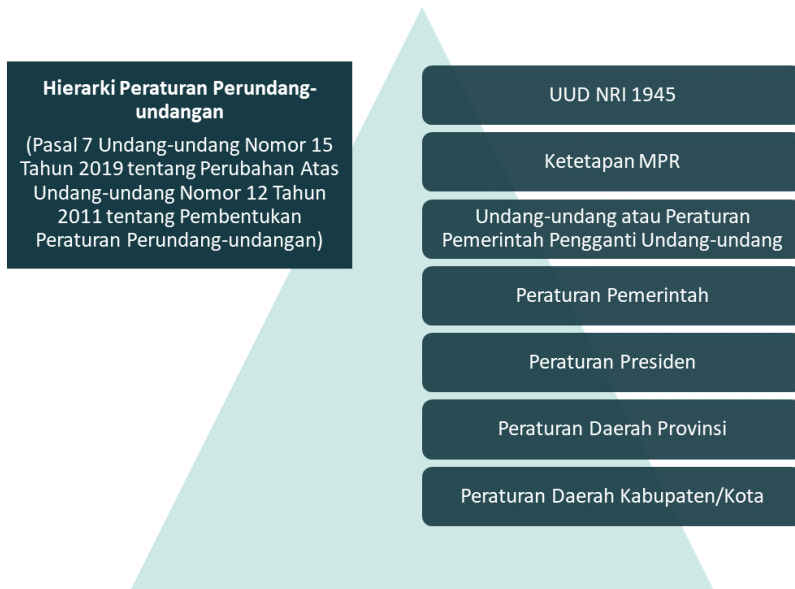 Hierarki Peraturan Perundang-
undangan
(Pasal 7 Undang-undang Nomor 15
Tahun 2019 tentang Perubahan Atas
Undang-undang Nomor 12 Tahun
2011 tentang Pembentukan
Peraturan Perundang-undangan)
UUD NRI 1945
Ketetapan MPR
Undang-undang atau Peraturan
Pemerintah Pengganti Undang-undang
Peraturan Pemerintah
Peraturan Presiden
Peraturan Daerah Provinsi
Peraturan Daerah Kabupaten/Kota